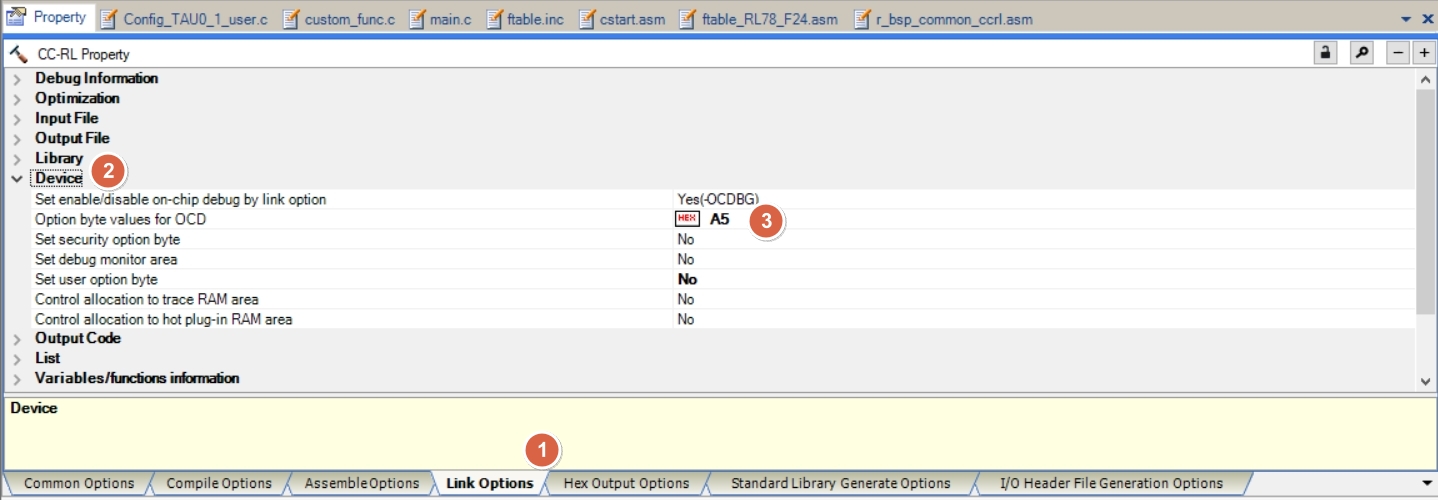 Property Config_TAU0_1_user.c custom_func.c main.c ftable.inc cstart.asm ftable_RL78_F24.asm r_bsp_common_ccrl.asm
CC-RL Property
Debug Information
Optimization
Input File
Output File
Library
2
Device
Set enable/disable on-chip debug by link option Yes(-OCDBG)
Option byte values for OCD HEX A5 3
Set security option byte No
Set debug monitor area No
Set user option byte No
Control allocation to trace RAM area No
Control allocation to hot plug-in RAM area No
Output Code
List
Variables/functions information
Device
1
Common Options Compile Options Assemble Options Link Options Hex Output Options Standard Library Generate Options I/O Header File Generation Options